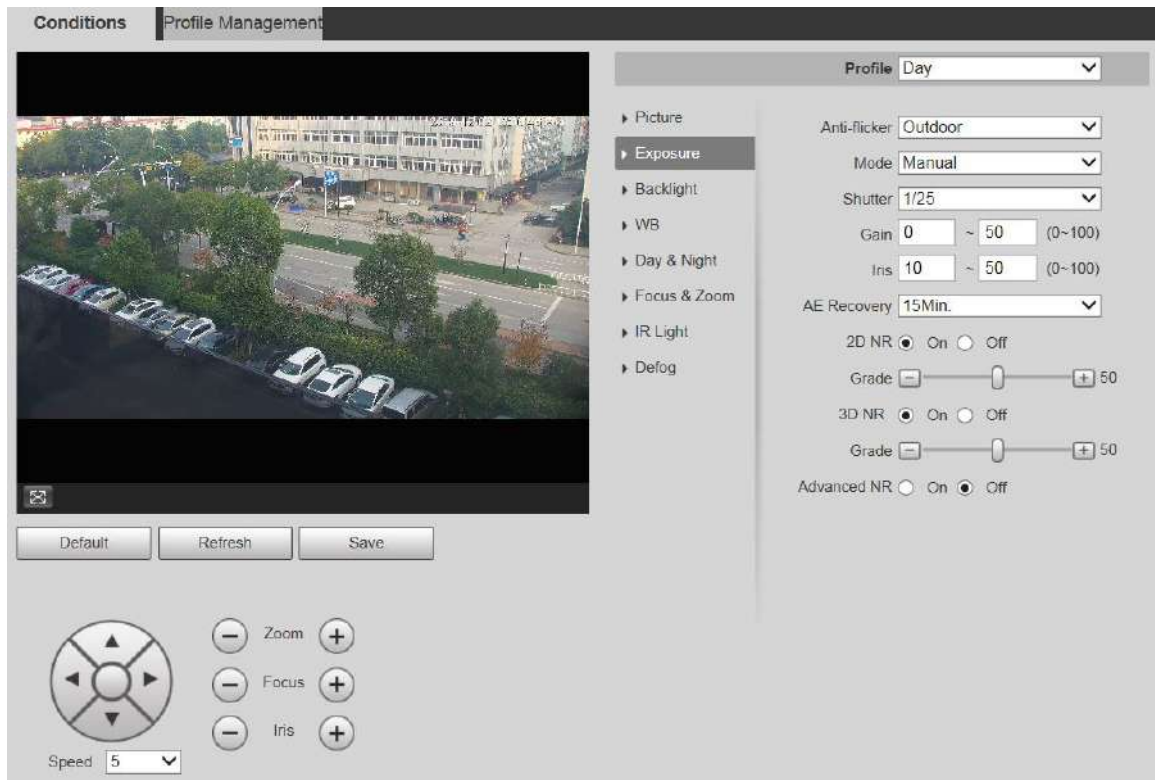 Conditions Profile Management
Profile Day
Picture
Exposure
Backlight
WB
Day & Night
Focus & Zoom
IR Light
Defog
Anti-flicker Outdoor
Mode Manual
Shutter 1/25
Gain 0 ~ 50 (0~100)
Iris 10 ~ 50 (0~100)
AE Recovery 15Min.
2D NR On Off
Grade 50
3D NR On Off
Grade 50
Advanced NR On Off
Default Refresh Save
Zoom
Focus
Iris
Speed 5